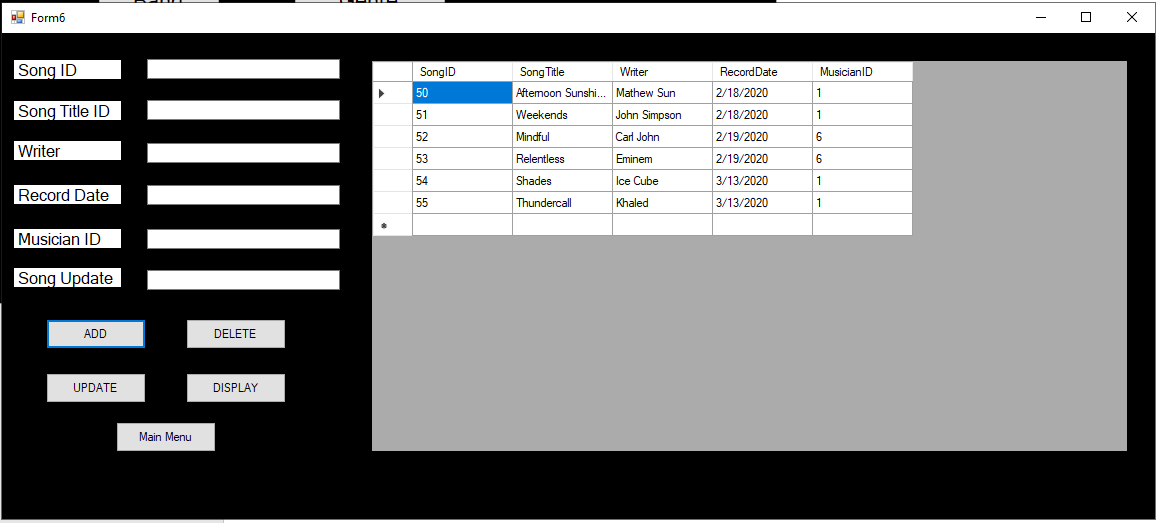 Band Genre
Form6
Song ID
Song Title ID
Writer
Record Date
Musician ID
Song Update
ADD DELETE
UPDATE DISPLAY
Main Menu
SongID SongTitle Writer RecordDate MusicianID
50 Afternoon Sunshi... Mathew Sun 2/18/2020 1
51 Weekends John Simpson 2/18/2020 1
52 Mindful Carl John 2/19/2020 6
53 Relentless Eminem 2/19/2020 6
54 Shades Ice Cube 3/13/2020 1
55 Thundercall Khaled 3/13/2020 1